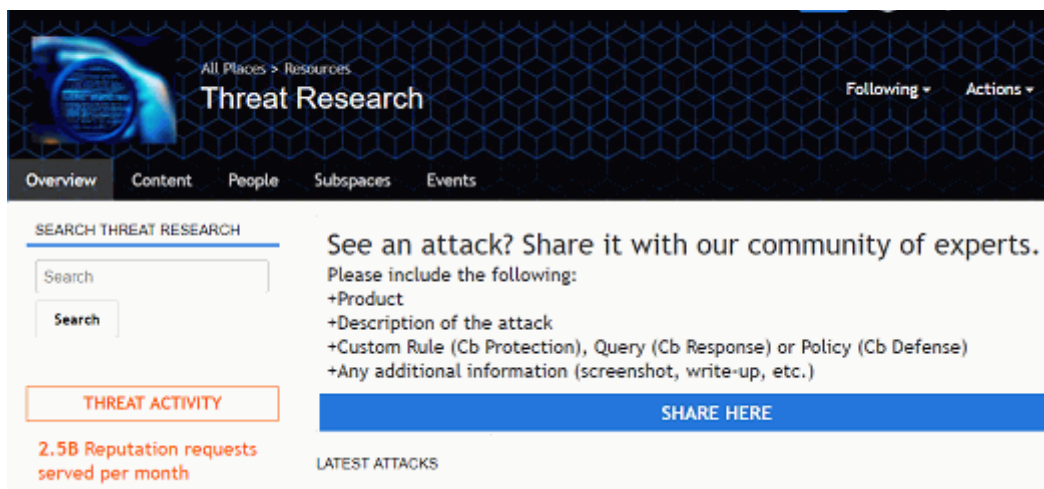 All Places > Resources
Threat Research
Following Actions
Overview Content People Subspaces Events
SEARCH THREAT RESEARCH
Search
Search
THREAT ACTIVITY
2.5B Reputation requests
served per month
See an attack? Share it with our community of experts.
Please include the following:
+Product
+Description of the attack
+Custom Rule (Cb Protection), Query (Cb Response) or Policy (Cb Defense)
+Any additional information (screenshot, write-up, etc.)
SHARE HERE
LATEST ATTACKS